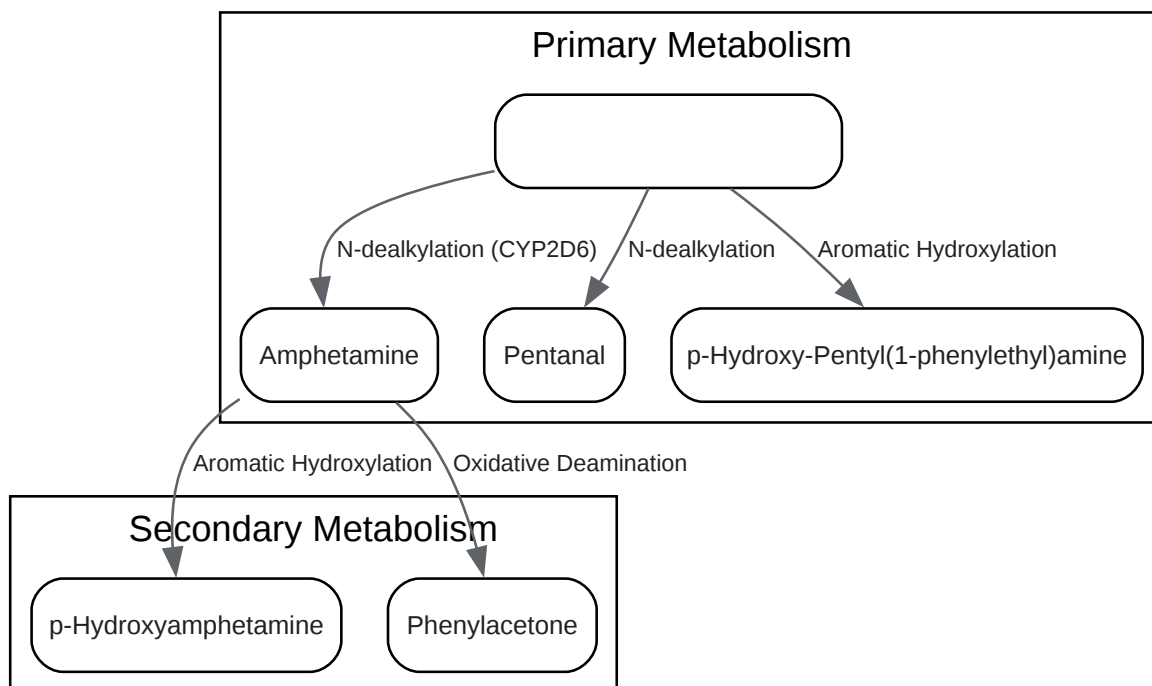 Primary Metabolism
N-dealkylation (CYP2D6)
N-dealkylation
Aromatic Hydroxylation
Amphetamine
Pentanal
p-Hydroxy-Pentyl(1-phenylethyl)amine
Aromatic Hydroxylation
Oxidative Deamination
Secondary Metabolism
p-Hydroxyamphetamine
Phenylacetone